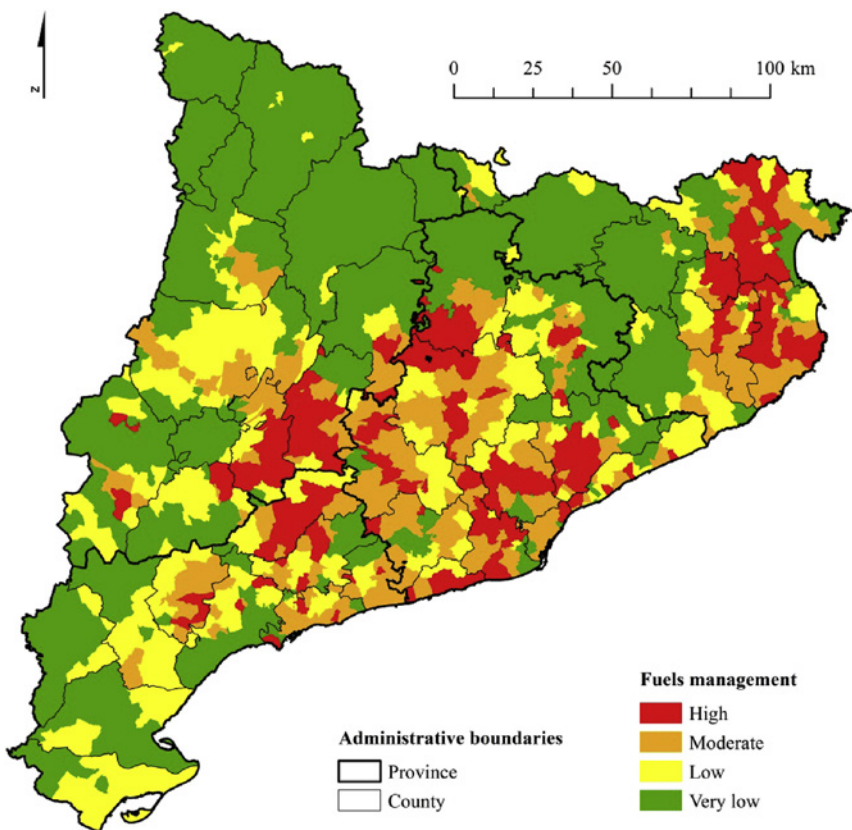 0 25 50 100 km
N
Fuels management
High
Administrative boundaries
Moderate
Province
Low
County
Very low